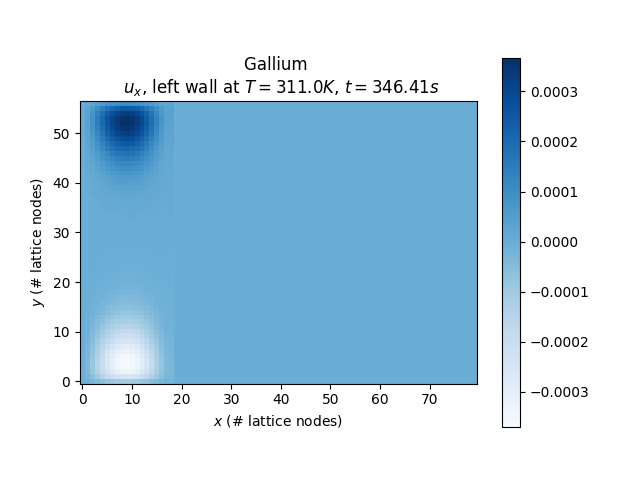 Gallium
u_x, left wall at T = 311.0K, t = 346.41s
y (# lattice nodes)
50
40
30
20
10
0
0 10 20 30 40 50 60 70
x (# lattice nodes)
0.0003
0.0002
0.0001
0.0000
−0.0001
−0.0002
−0.0003